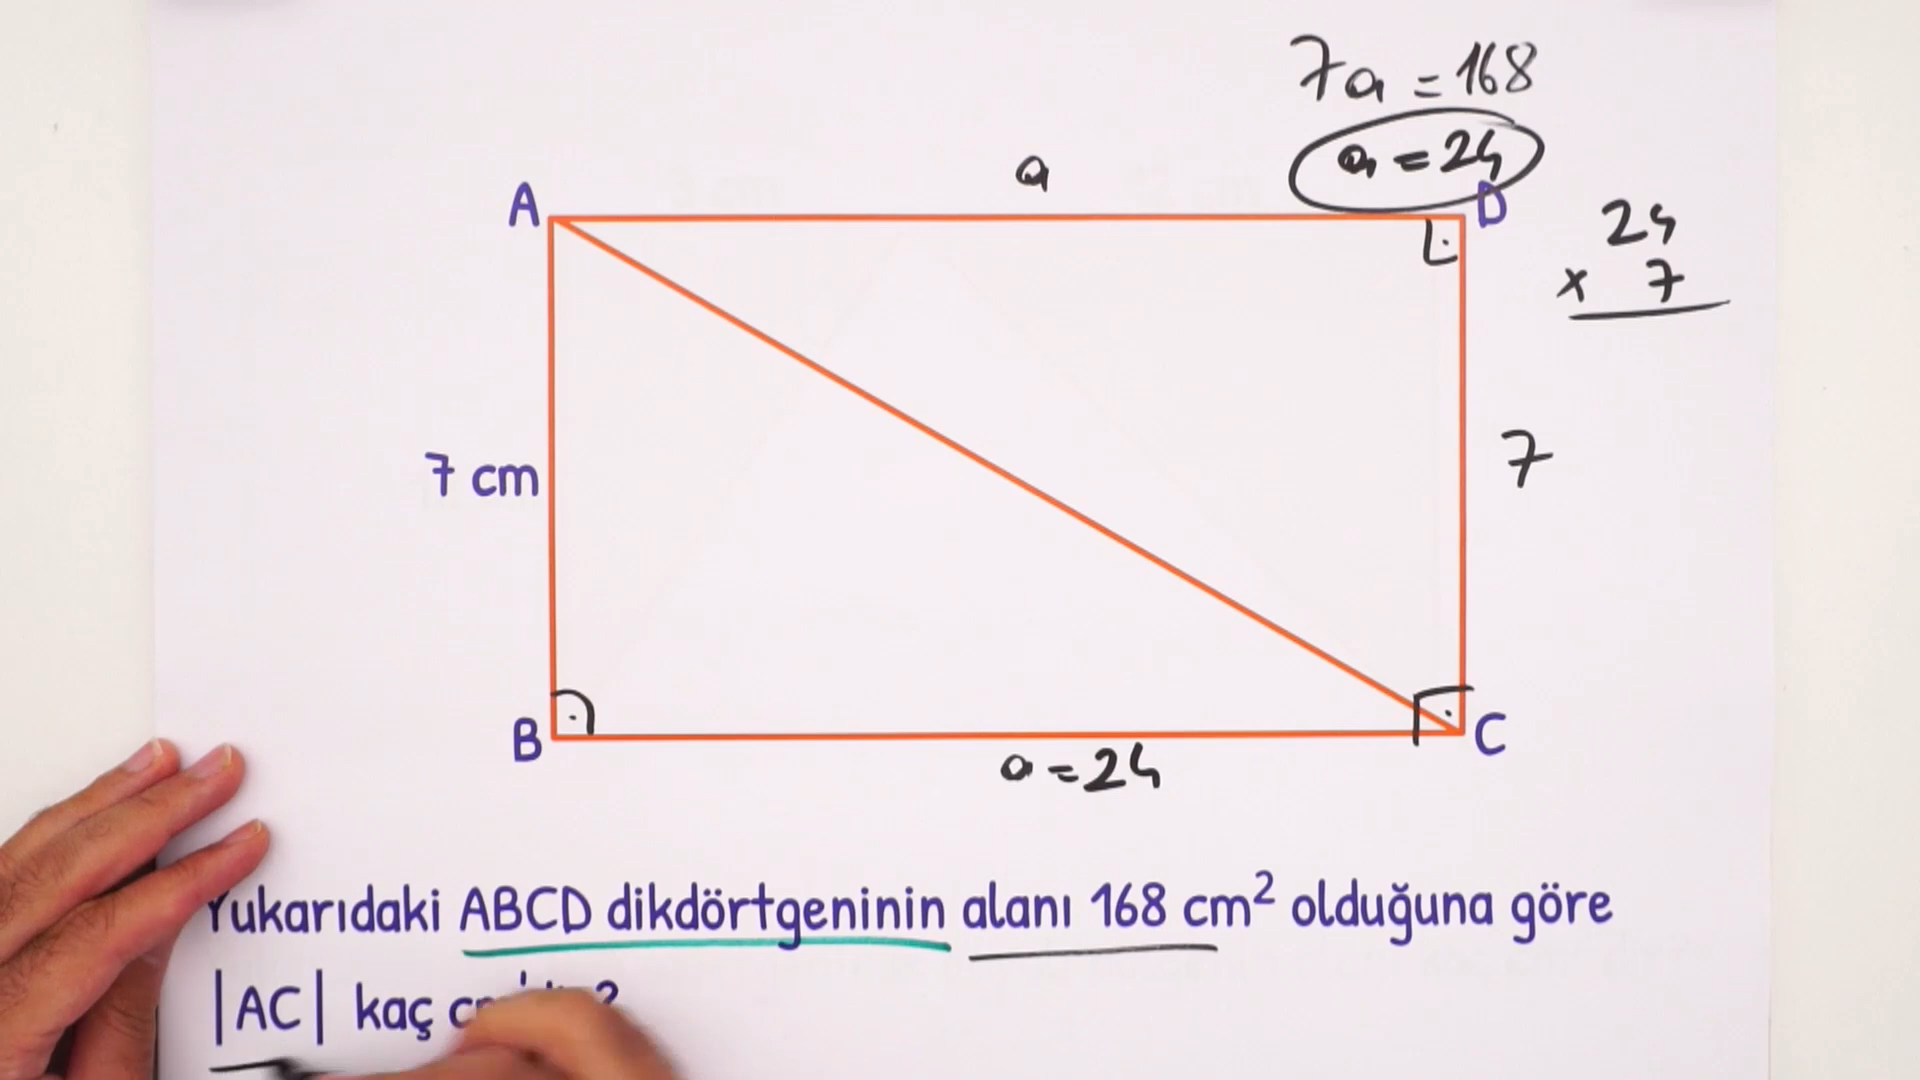 7a = 168
a = 24
a
A
D
24
x 7
7 cm
7
B
C
a = 24
Yukarıdaki ABCD dikdörtgeninin alanı 168 cm² olduğuna göre
|AC| kaç